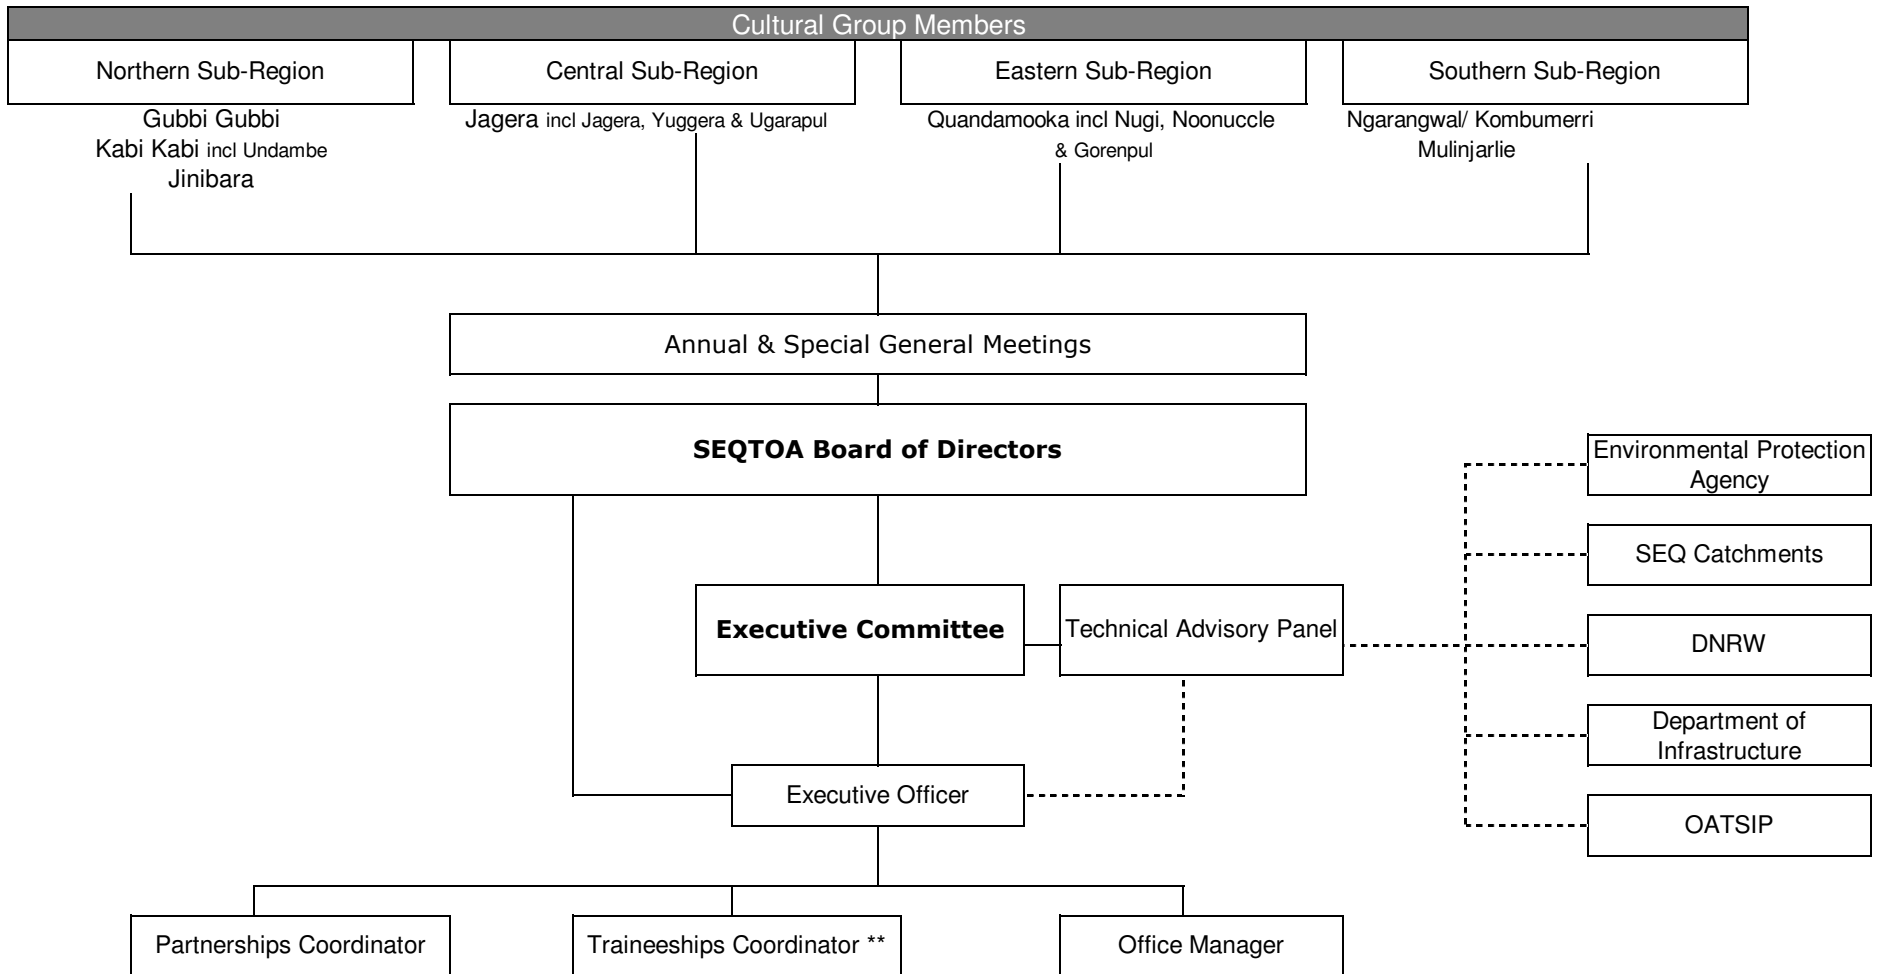 Cultural Group Members
Northern Sub-Region
Central Sub-Region
Eastern Sub-Region
Southern Sub-Region
Gubbi Gubbi
Kabi Kabi incl Undambe
Jinibara
Jagera incl Jagera, Yuggera & Ugarapul
Quandamooka incl Nugi, Noonuccle
& Gorenpul
Ngarangwal/ Kombumerri
Mulinjarlie
Annual & Special General Meetings
SEQTOA Board of Directors
Environmental Protection
Agency
SEQ Catchments
Executive Committee
Technical Advisory Panel
DNRW
Department of
Infrastructure
Executive Officer
OATSIP
Partnerships Coordinator
Traineeships Coordinator **
Office Manager